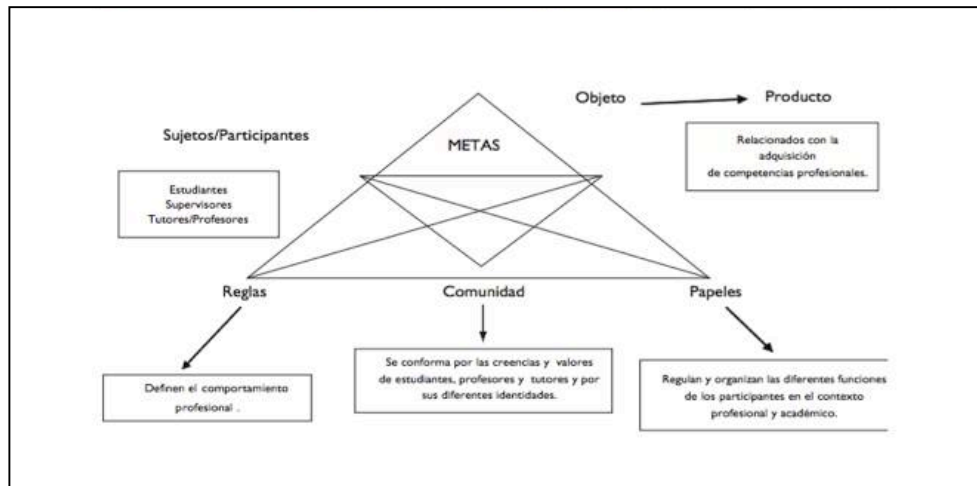 Objeto
Producto
Sujetos/Participantes
METAS
Relacionados con la
adquisición
de competencias profesionales.
Estudiantes
Supervisores
Tutores/Profesores
Reglas
Comunidad
Papeles
Definen el comportamiento
profesional .
Se conforma por las creencias y valores
de estudiantes, profesores y tutores y por
sus diferentes identidades.
Regulan y organizan las diferentes funciones
de los participantes en el contexto
profesional y académico.